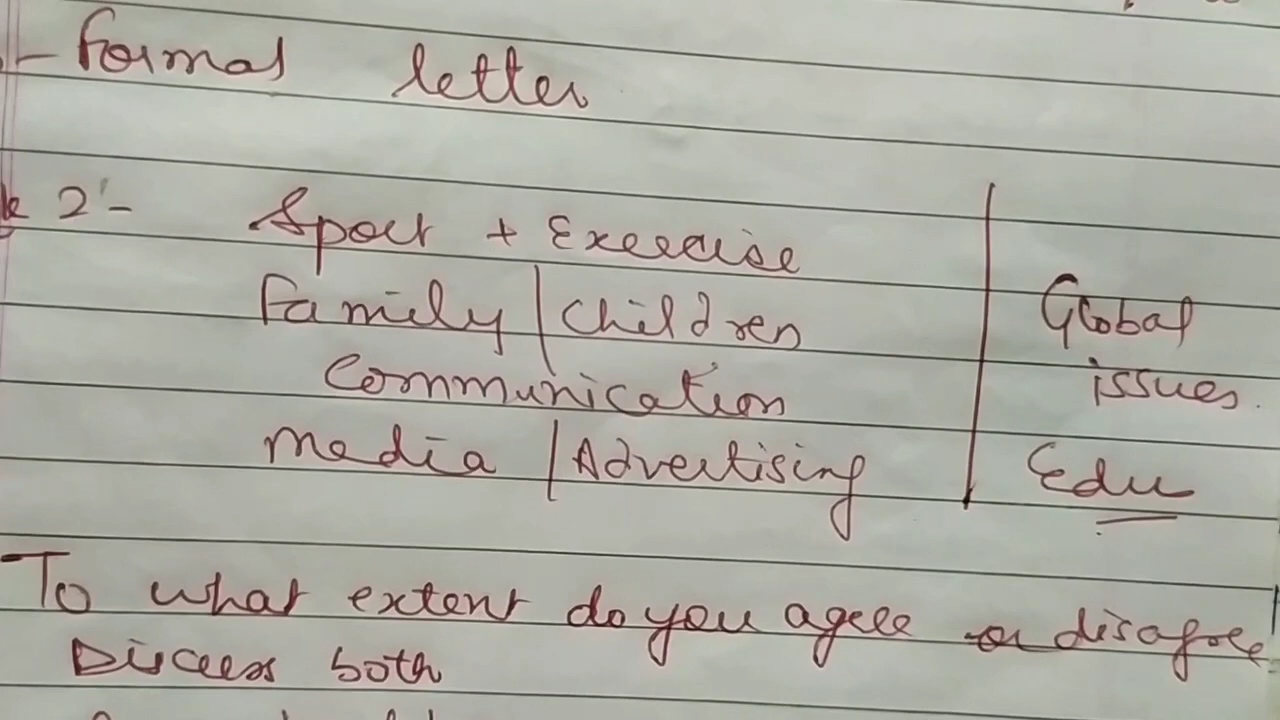 - Formal letter
2:- Sport + Exercise
Family | Children
Communication
Media | Advertising
Global
issues.
Edu
To what extent do you agree or disagree
Discuss both